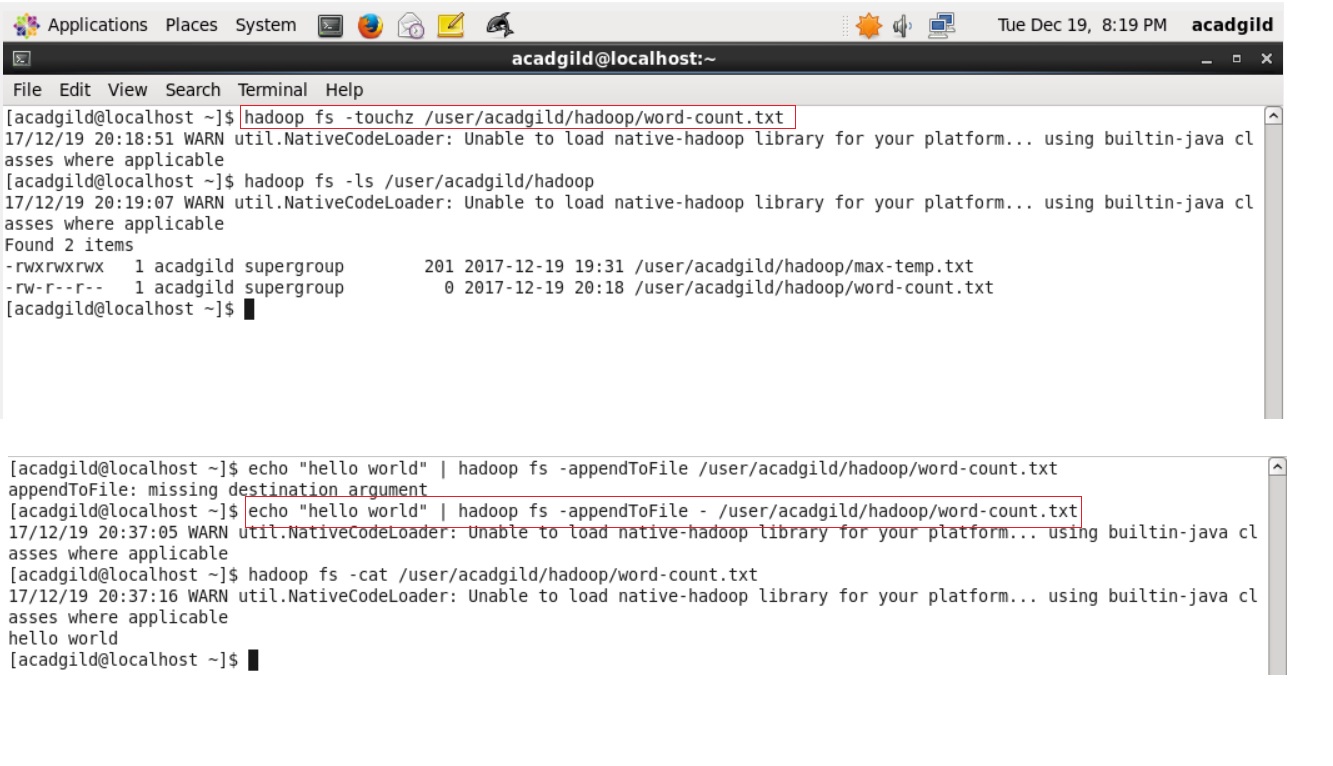 Applications Places System Tue Dec 19, 8:19 PM acadgild
acadgild@localhost:~
File Edit View Search Terminal Help
[acadgild@localhost ~]$ hadoop fs -touchz /user/acadgild/hadoop/word-count.txt
17/12/19 20:18:51 WARN util.NativeCodeLoader: Unable to load native-hadoop library for your platform... using builtin-java cl
asses where applicable
[acadgild@localhost ~]$ hadoop fs -ls /user/acadgild/hadoop
17/12/19 20:19:07 WARN util.NativeCodeLoader: Unable to load native-hadoop library for your platform... using builtin-java cl
asses where applicable
Found 2 items
-rwxrwxrwx   1 acadgild supergroup        201 2017-12-19 19:31 /user/acadgild/hadoop/max-temp.txt
-rw-r--r--   1 acadgild supergroup          0 2017-12-19 20:18 /user/acadgild/hadoop/word-count.txt
[acadgild@localhost ~]$
[acadgild@localhost ~]$ echo "hello world" | hadoop fs -appendToFile /user/acadgild/hadoop/word-count.txt
appendToFile: missing destination argument
[acadgild@localhost ~]$ echo "hello world" | hadoop fs -appendToFile - /user/acadgild/hadoop/word-count.txt
17/12/19 20:37:05 WARN util.NativeCodeLoader: Unable to load native-hadoop library for your platform... using builtin-java cl
asses where applicable
[acadgild@localhost ~]$ hadoop fs -cat /user/acadgild/hadoop/word-count.txt
17/12/19 20:37:16 WARN util.NativeCodeLoader: Unable to load native-hadoop library for your platform... using builtin-java cl
asses where applicable
hello world
[acadgild@localhost ~]$